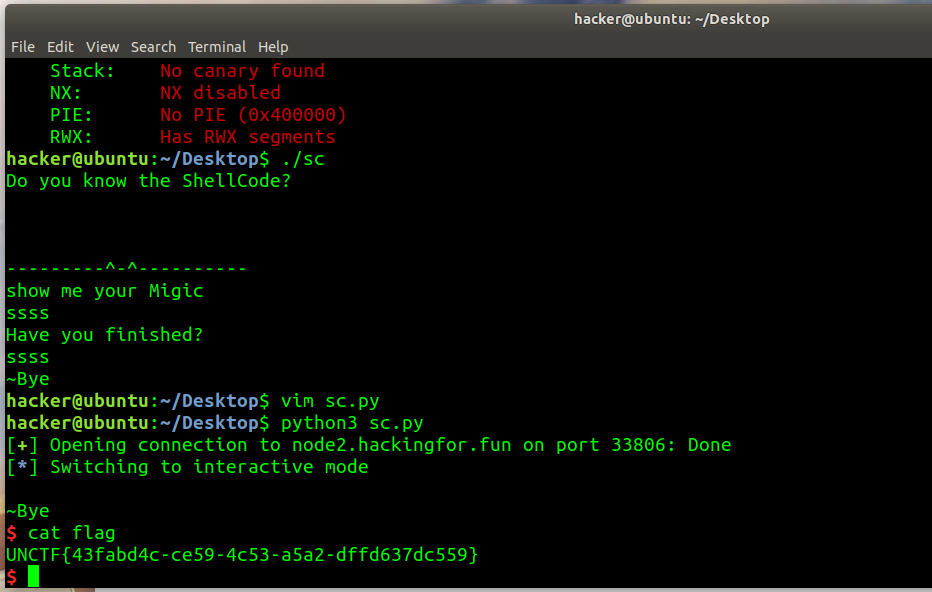 hacker@ubuntu: ~/Desktop
File Edit View Search Terminal Help
Stack: No canary found
NX: NX disabled
PIE: No PIE (0x400000)
RWX: Has RWX segments
hacker@ubuntu:~/Desktop$ ./sc
Do you know the ShellCode?
---------^-^----------
show me your Migic
ssss
Have you finished?
ssss
~Bye
hacker@ubuntu:~/Desktop$ vim sc.py
hacker@ubuntu:~/Desktop$ python3 sc.py
[+] Opening connection to node2.hackingfor.fun on port 33806: Done
[*] Switching to interactive mode
~Bye
$ cat flag
UNCTF{43fabd4c-ce59-4c53-a5a2-dffd637dc559}
$